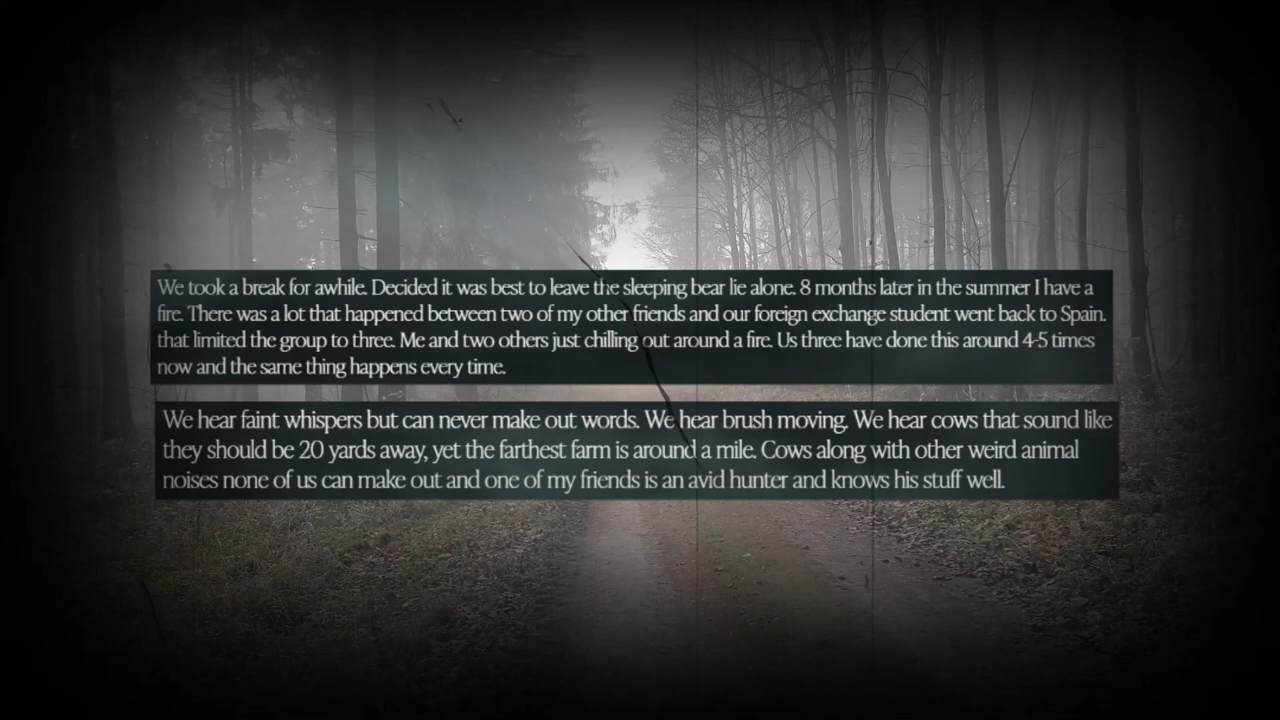 We took a break for awhile. Decided it was best to leave the sleeping bear lie alone. 8 months later in the summer I have a
fire. There was a lot that happened between two of my other friends and our foreign exchange student went back to Spain.
that limited the group to three. Me and two others just chilling out around a fire. Us three have done this around 4-5 times
now and the same thing happens every time.
We hear faint whispers but can never make out words. We hear brush moving. We hear cows that sound like
they should be 20 yards away, yet the farthest farm is around a mile. Cows along with other weird animal
noises none of us can make out and one of my friends is an avid hunter and knows his stuff well.